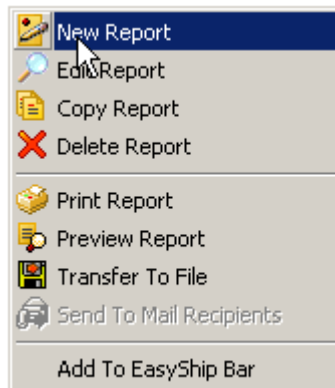 New Report
Edit Report
Copy Report
Delete Report
Print Report
Preview Report
Transfer To File
Send To Mail Recipients
Add To EasyShip Bar